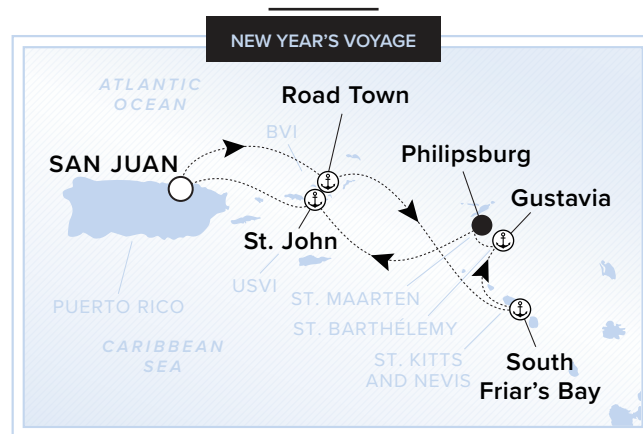 NEW YEAR'S VOYAGE
ATLANTIC
OCEAN
Road Town
BVI
SAN JUAN
Philipsburg
Gustavia
St. John
USVI
ST. MAARTEN
PUERTO RICO
ST. BARTHÉLEMY
CARIBBEAN
SEA
ST. KITTS
AND NEVIS
South
Friar's Bay